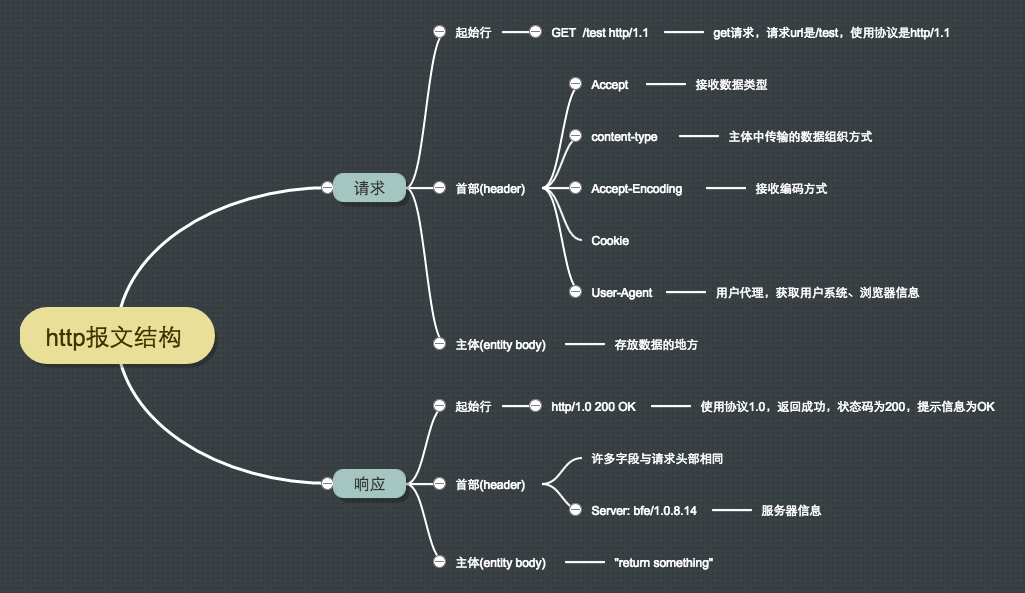 http报文结构
请求
起始行
GET  /test http/1.1
get请求，请求url是/test，使用协议是http/1.1
首部(header)
Accept
接收数据类型
content-type
主体中传输的数据组织方式
Accept-Encoding
接收编码方式
Cookie
User-Agent
用户代理，获取用户系统、浏览器信息
主体(entity body)
存放数据的地方
响应
起始行
http/1.0 200 OK
使用协议1.0，返回成功，状态码为200，提示信息为OK
首部(header)
许多字段与请求头部相同
Server: bfe/1.0.8.14
服务器信息
主体(entity body)
"return something"